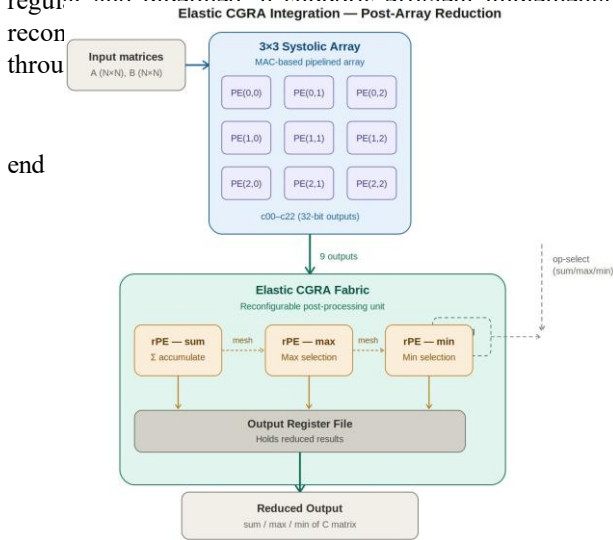 Elastic CGRA Integration — Post-Array Reduction
recon
throu
end
Input matrices
A (N×N), B (N×N)
3×3 Systolic Array
MAC-based pipelined array
PE(0,0) PE(0,1) PE(0,2)
PE(1,0) PE(1,1) PE(1,2)
PE(2,0) PE(2,1) PE(2,2)
c00–c22 (32-bit outputs)
9 outputs
op-select
(sum/max/min)
Elastic CGRA Fabric
Reconfigurable post-processing unit
rPE — sum
Σ accumulate
mesh
rPE — max
Max selection
mesh
rPE — min
Min selection
Output Register File
Holds reduced results
Reduced Output
sum / max / min of C matrix